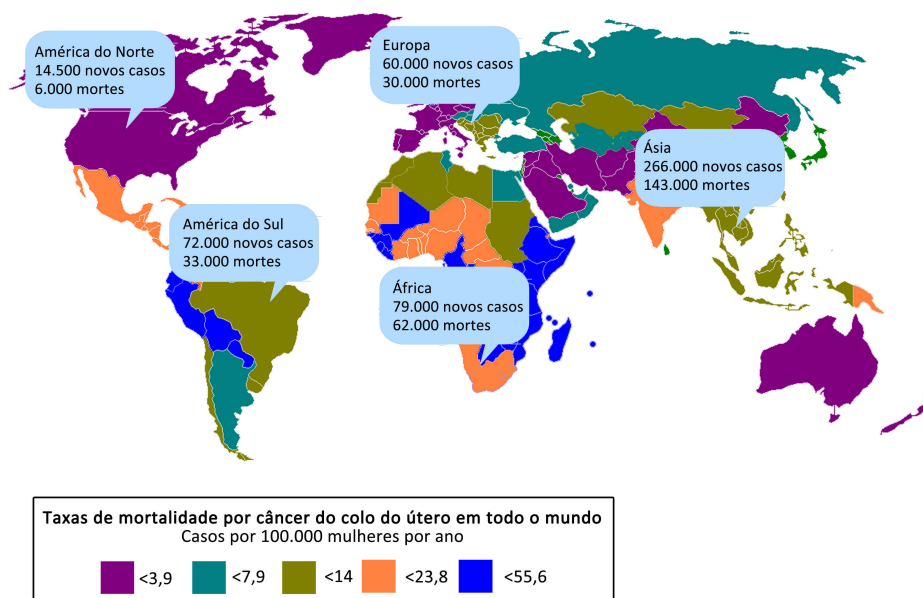 América do Norte
14.500 novos casos
6.000 mortes
Europa
60.000 novos casos
30.000 mortes
Ásia
266.000 novos casos
143.000 mortes
América do Sul
72.000 novos casos
33.000 mortes
África
79.000 novos casos
62.000 mortes
Taxas de mortalidade por câncer do colo do útero em todo o mundo
Casos por 100.000 mulheres por ano
<3,9 <7,9 <14 <23,8 <55,6